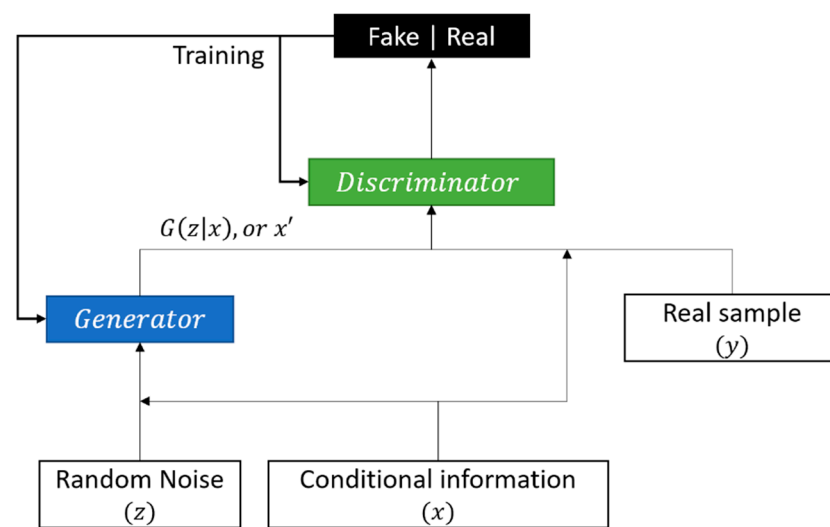 Fake | Real
Training
Discriminator
G(z|x), or x′
Generator
Real sample
(y)
Random Noise
(z)
Conditional information
(x)